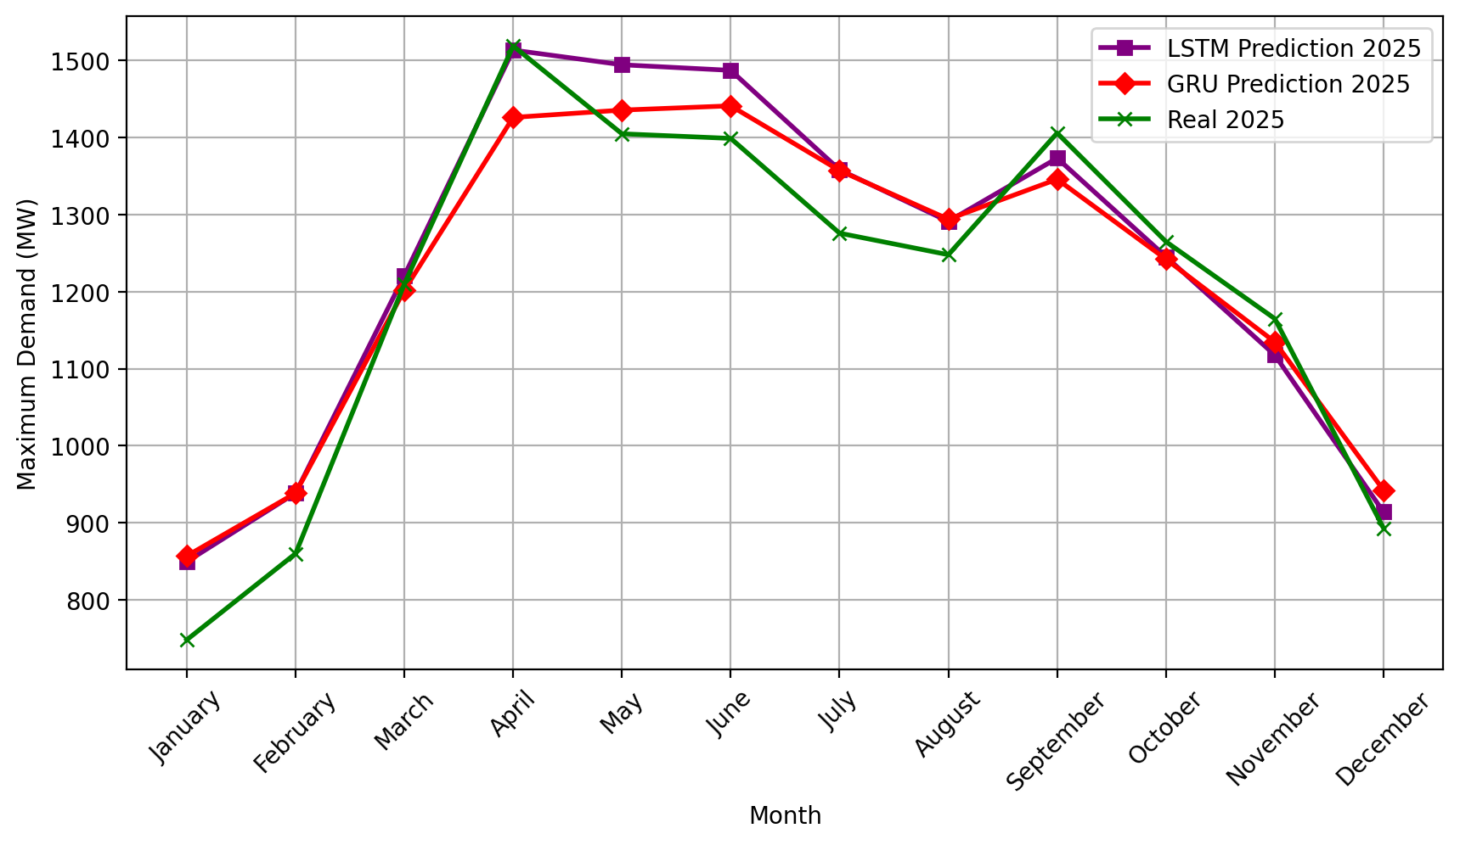 LSTM Prediction 2025
GRU Prediction 2025
Real 2025
Maximum Demand (MW)
1500
1400
1300
1200
1100
1000
900
800
January
February
March
April
May
June
July
August
September
October
November
December
Month